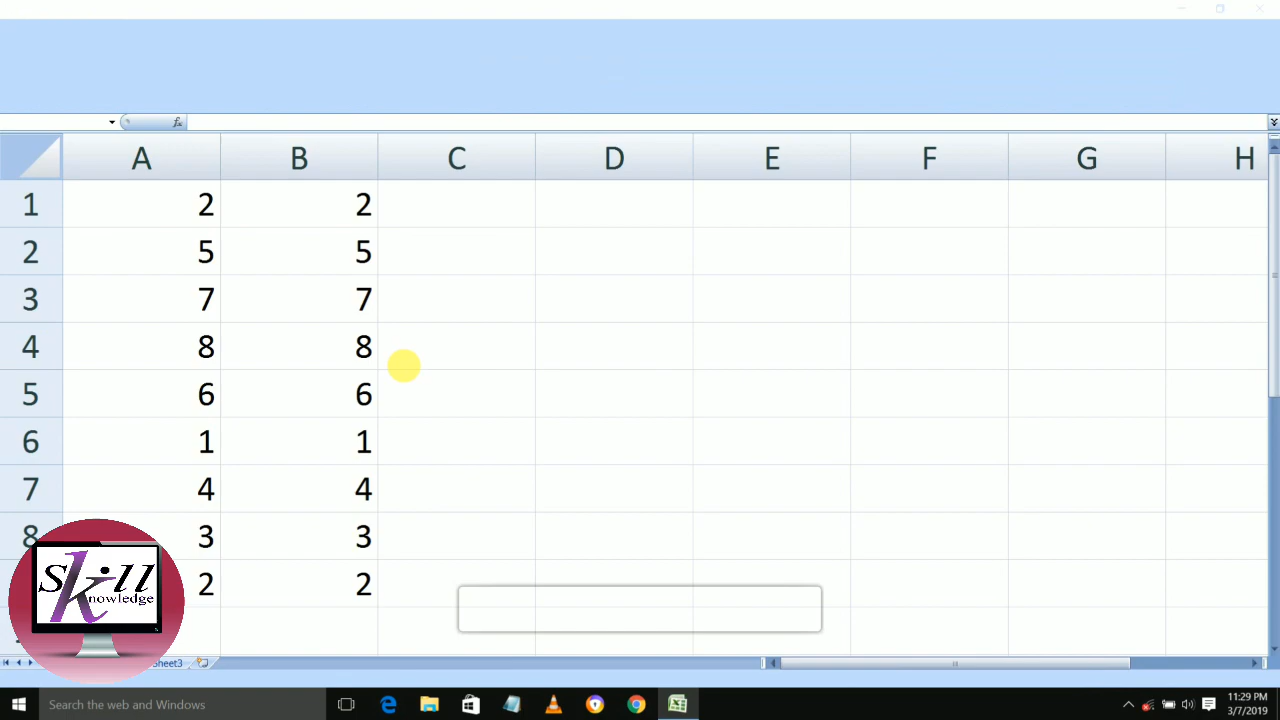 A B C D E F G H
1 2 2
2 5 5
3 7 7
4 8 8
5 6 6
6 1 1
7 4 4
8 3 3
2 2
Skill
Knowledge
Sheet3
Search the web and Windows
11:29 PM
3/7/2019